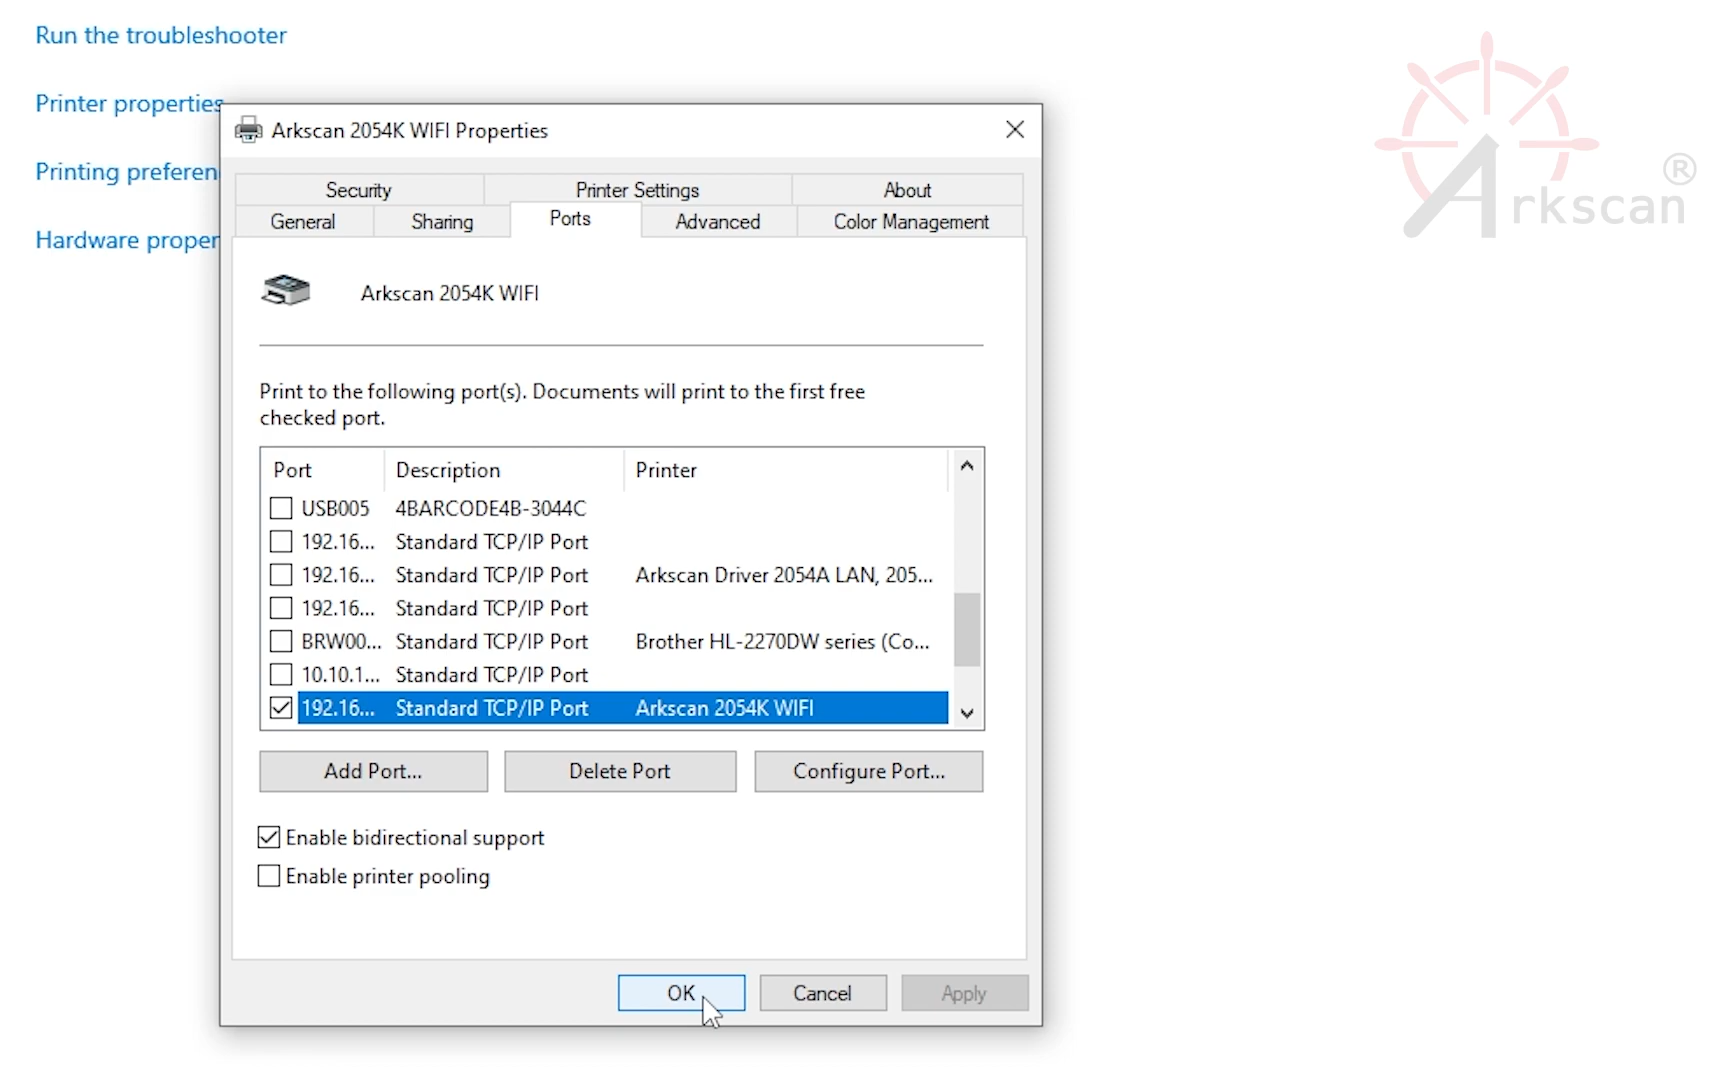 Run the troubleshooter
Printer properties
Printing preferen
Hardware proper
Arkscan 2054K WIFI Properties
Security Printer Settings About
General Sharing Ports Advanced Color Management
Arkscan 2054K WIFI
Print to the following port(s). Documents will print to the first free
checked port.
Port Description Printer
USB005 4BARCODE4B-3044C
192.16... Standard TCP/IP Port
192.16... Standard TCP/IP Port Arkscan Driver 2054A LAN, 205...
192.16... Standard TCP/IP Port
BRW00... Standard TCP/IP Port Brother HL-2270DW series (Co...
10.10.1... Standard TCP/IP Port
192.16... Standard TCP/IP Port Arkscan 2054K WIFI
Add Port... Delete Port Configure Port...
Enable bidirectional support
Enable printer pooling
OK Cancel Apply
Arkscan ®